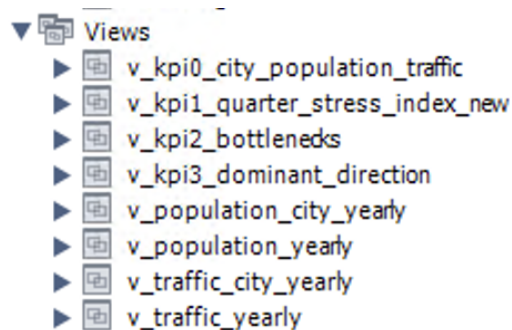 Views
v_kpi0_city_population_traffic
v_kpi1_quarter_stress_index_new
v_kpi2_bottlenecks
v_kpi3_dominant_direction
v_population_city_yearly
v_population_yearly
v_traffic_city_yearly
v_traffic_yearly